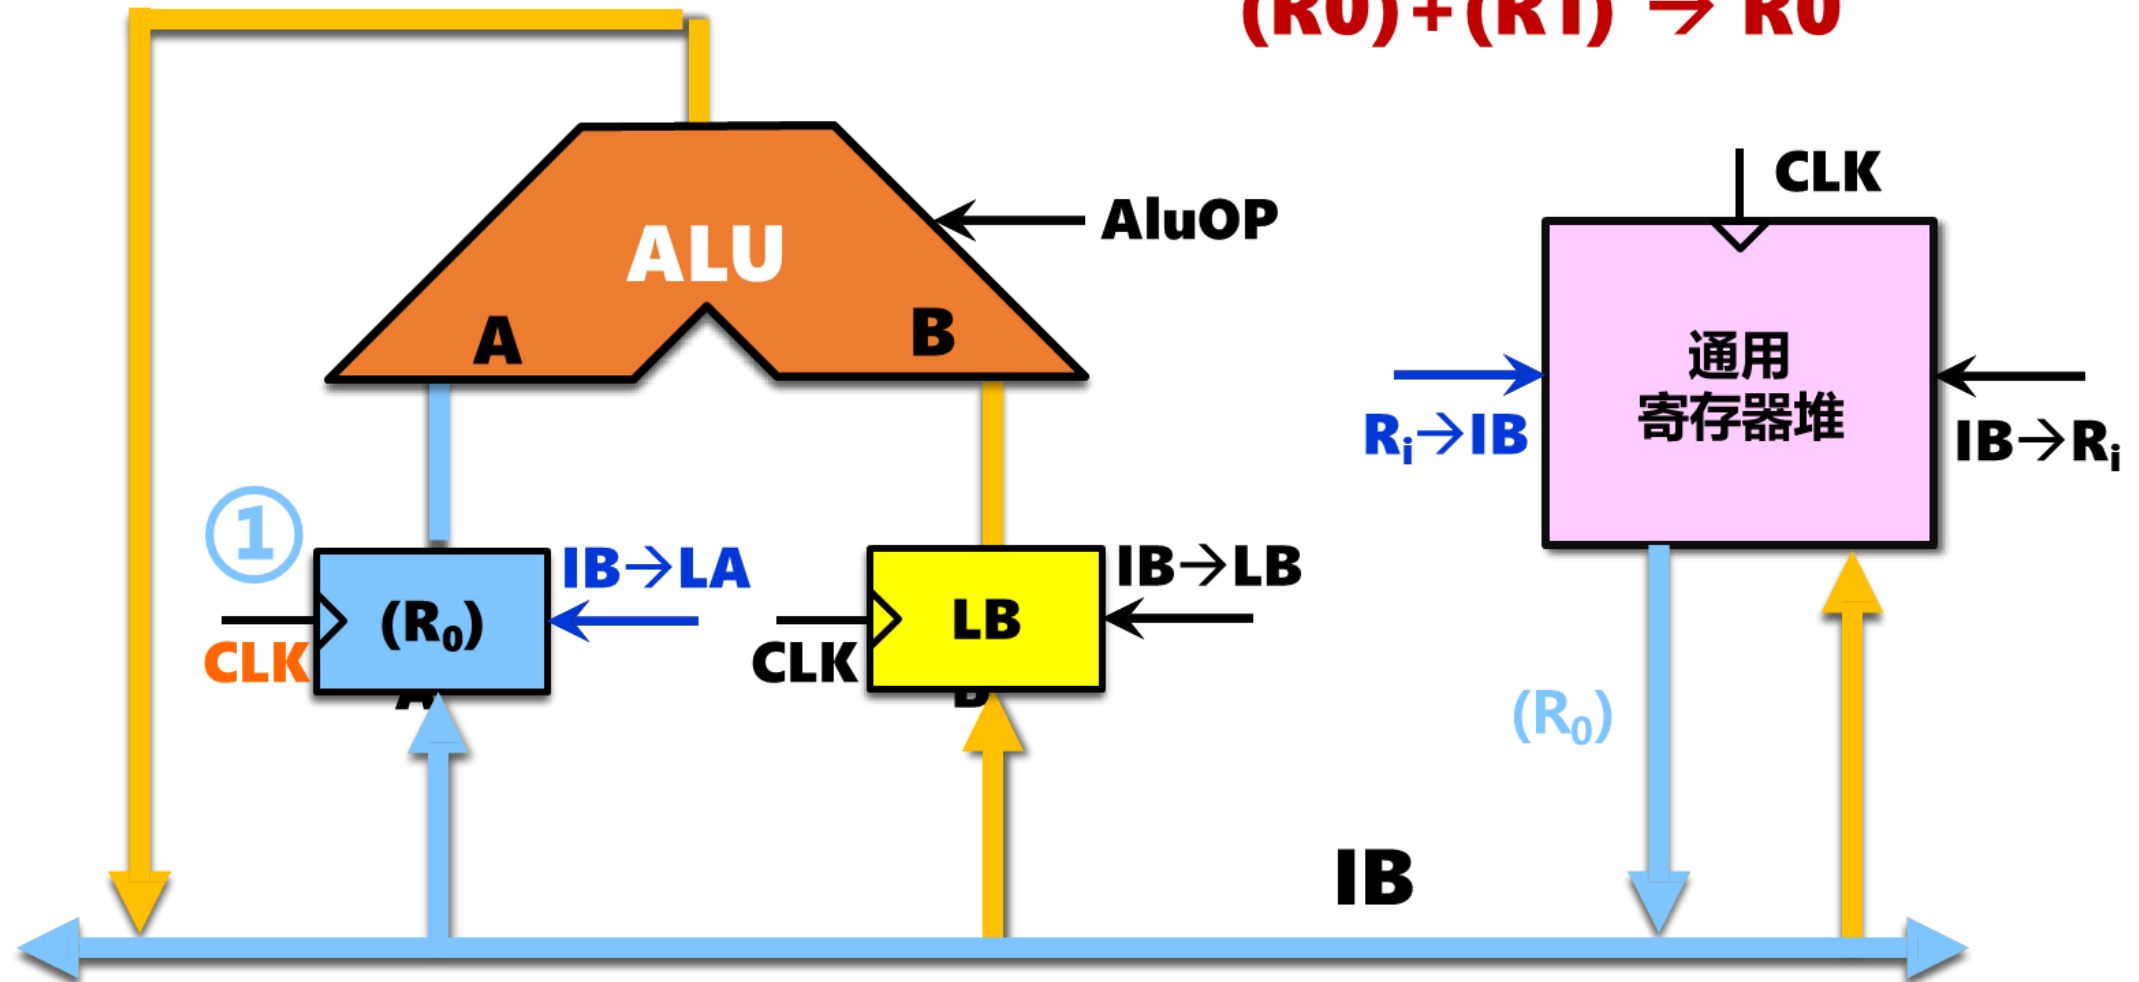 (R0)+(R1) → R0
CLK
AluOP
ALU
A
B
通用
寄存器堆
Rᵢ→IB
IB→Rᵢ
①
IB→LA
IB→LB
(R₀)
LB
CLK
CLK
A
B
(R₀)
IB